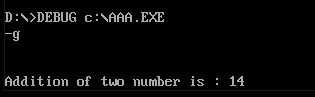 D:\>DEBUG c:\AAA.EXE
-g
Addition of two number is : 14